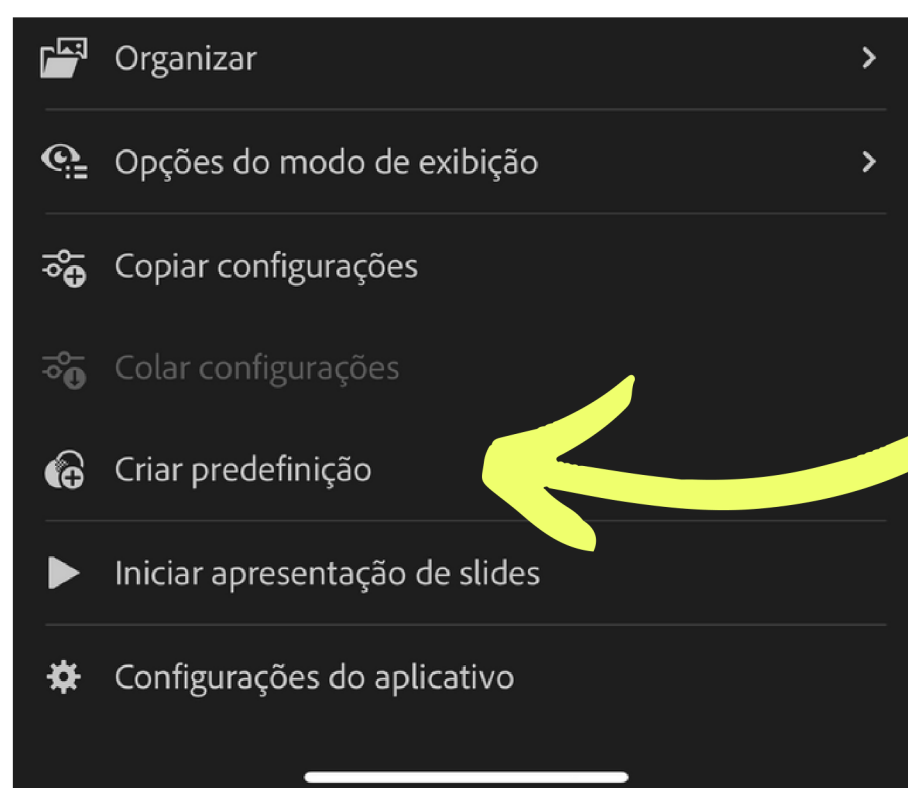 Organizar
Opções do modo de exibição
Copiar configurações
Colar configurações
Criar predefinição
Iniciar apresentação de slides
Configurações do aplicativo